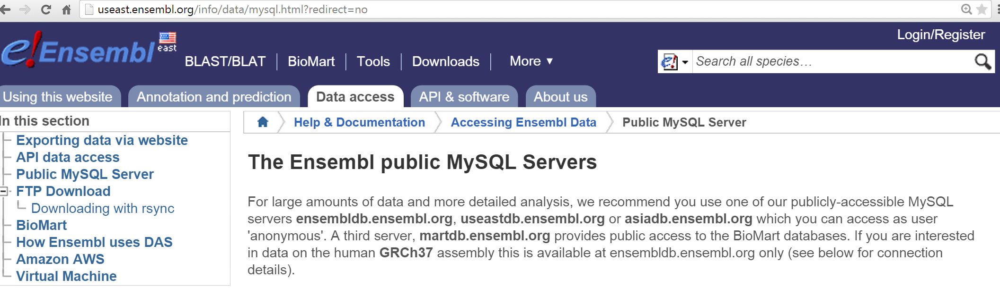 useast.ensembl.org/info/data/mysql.html?redirect=no
Login/Register
e!Ensembl east
BLAST/BLAT BioMart Tools Downloads More ▼
Search all species…
Using this website Annotation and prediction Data access API & software About us
In this section
Exporting data via website
API data access
Public MySQL Server
FTP Download
Downloading with rsync
BioMart
How Ensembl uses DAS
Amazon AWS
Virtual Machine
Help & Documentation Accessing Ensembl Data Public MySQL Server
The Ensembl public MySQL Servers
For large amounts of data and more detailed analysis, we recommend you use one of our publicly-accessible MySQL
servers ensembldb.ensembl.org, useastdb.ensembl.org or asiadb.ensembl.org which you can access as user
'anonymous'. A third server, martdb.ensembl.org provides public access to the BioMart databases. If you are interested
in data on the human GRCh37 assembly this is available at ensembldb.ensembl.org only (see below for connection
details).